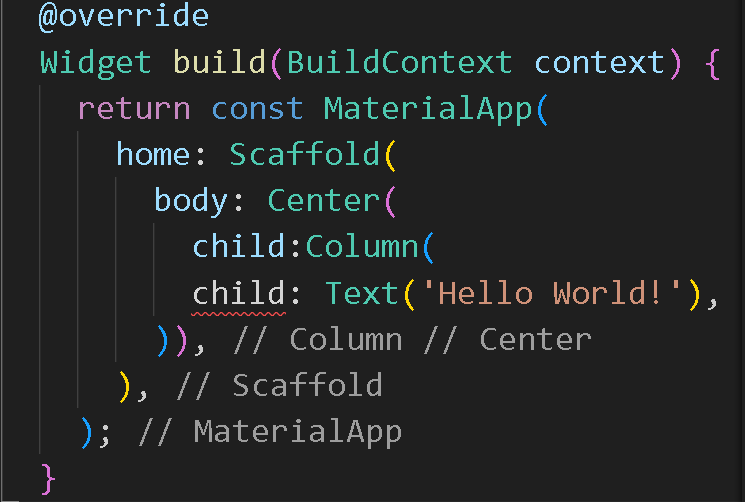 @override
Widget build(BuildContext context) {
return const MaterialApp(
home: Scaffold(
body: Center(
child:Column(
child: Text('Hello World!'),
)), // Column // Center
), // Scaffold
); // MaterialApp
}